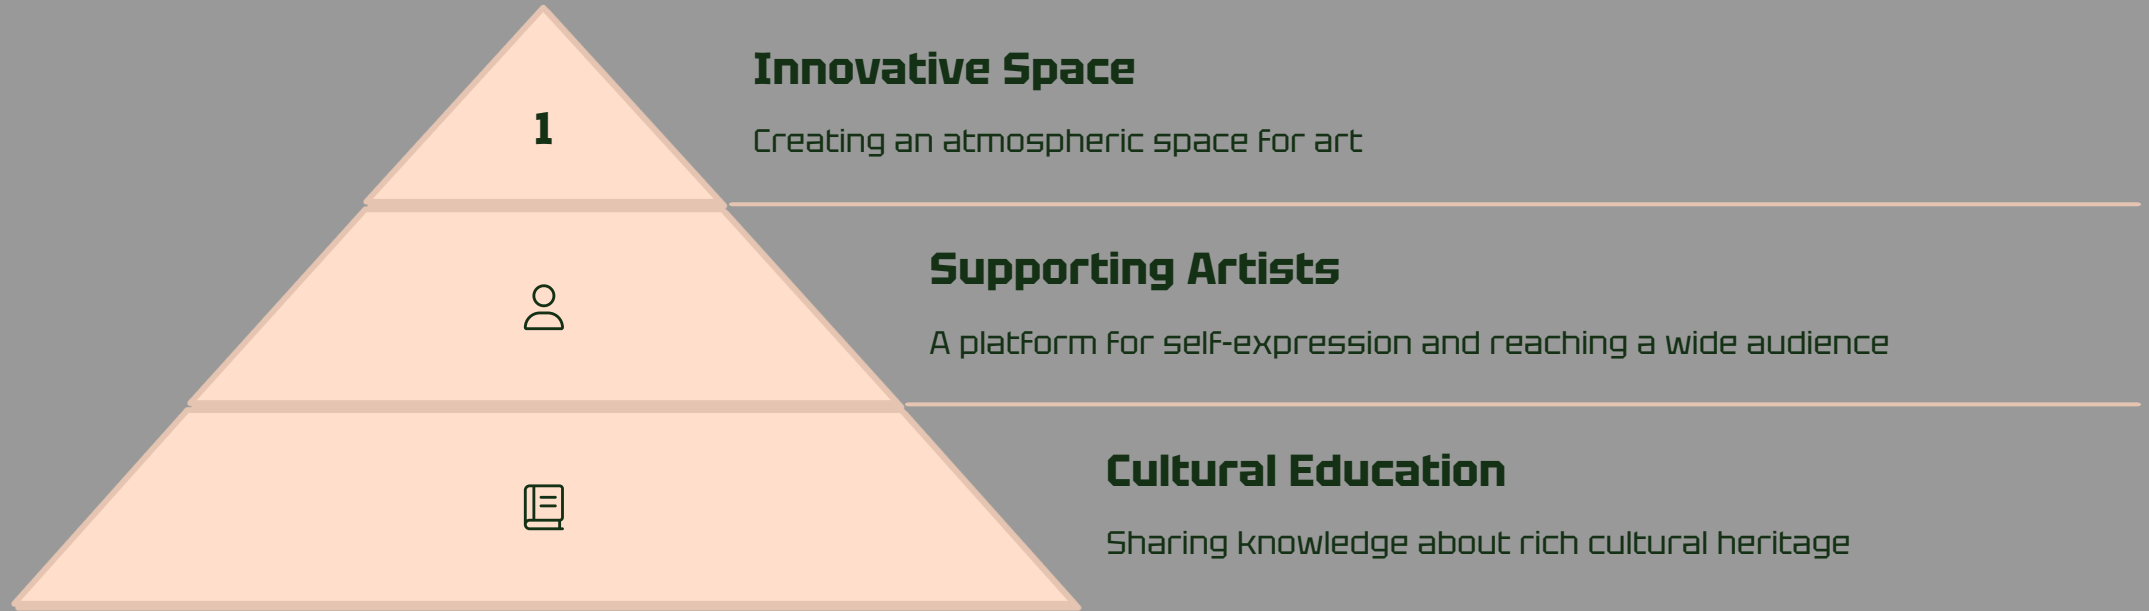 1
Innovative Space
Creating an atmospheric space for art
Supporting Artists
A platform for self-expression and reaching a wide audience
Cultural Education
Sharing knowledge about rich cultural heritage